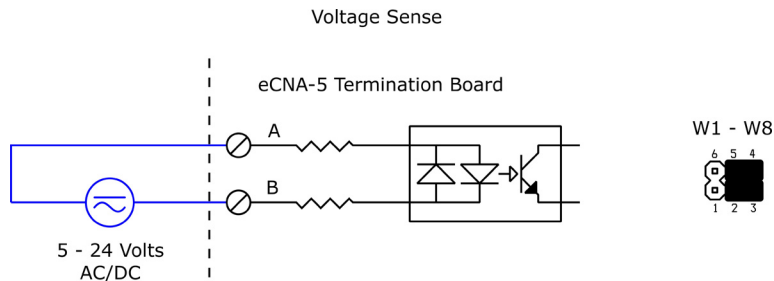 Voltage Sense
eCNA-5 Termination Board
A
B
5 - 24 Volts
AC/DC
W1 - W8
6 5 4
1 2 3